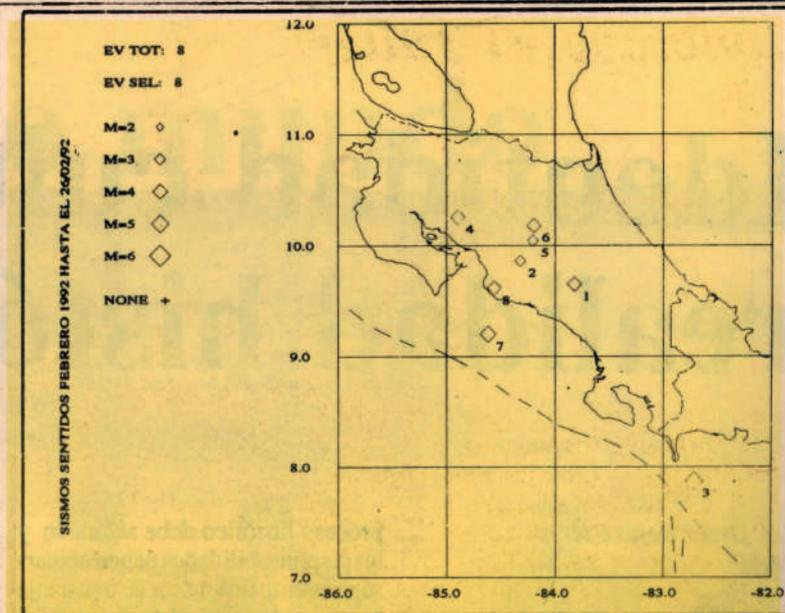 SISMOS SENTIDOS FEBRERO 1992 HASTA EL 26/02/92
EV TOT: 8
EV SEL: 8
M=2
M=3
M=4
M=5
M=6
NONE +
12.0
11.0
10.0
9.0
8.0
7.0
-86.0 -85.0 -84.0 -83.0 -82.0
4
6
5
2
1
8
7
3